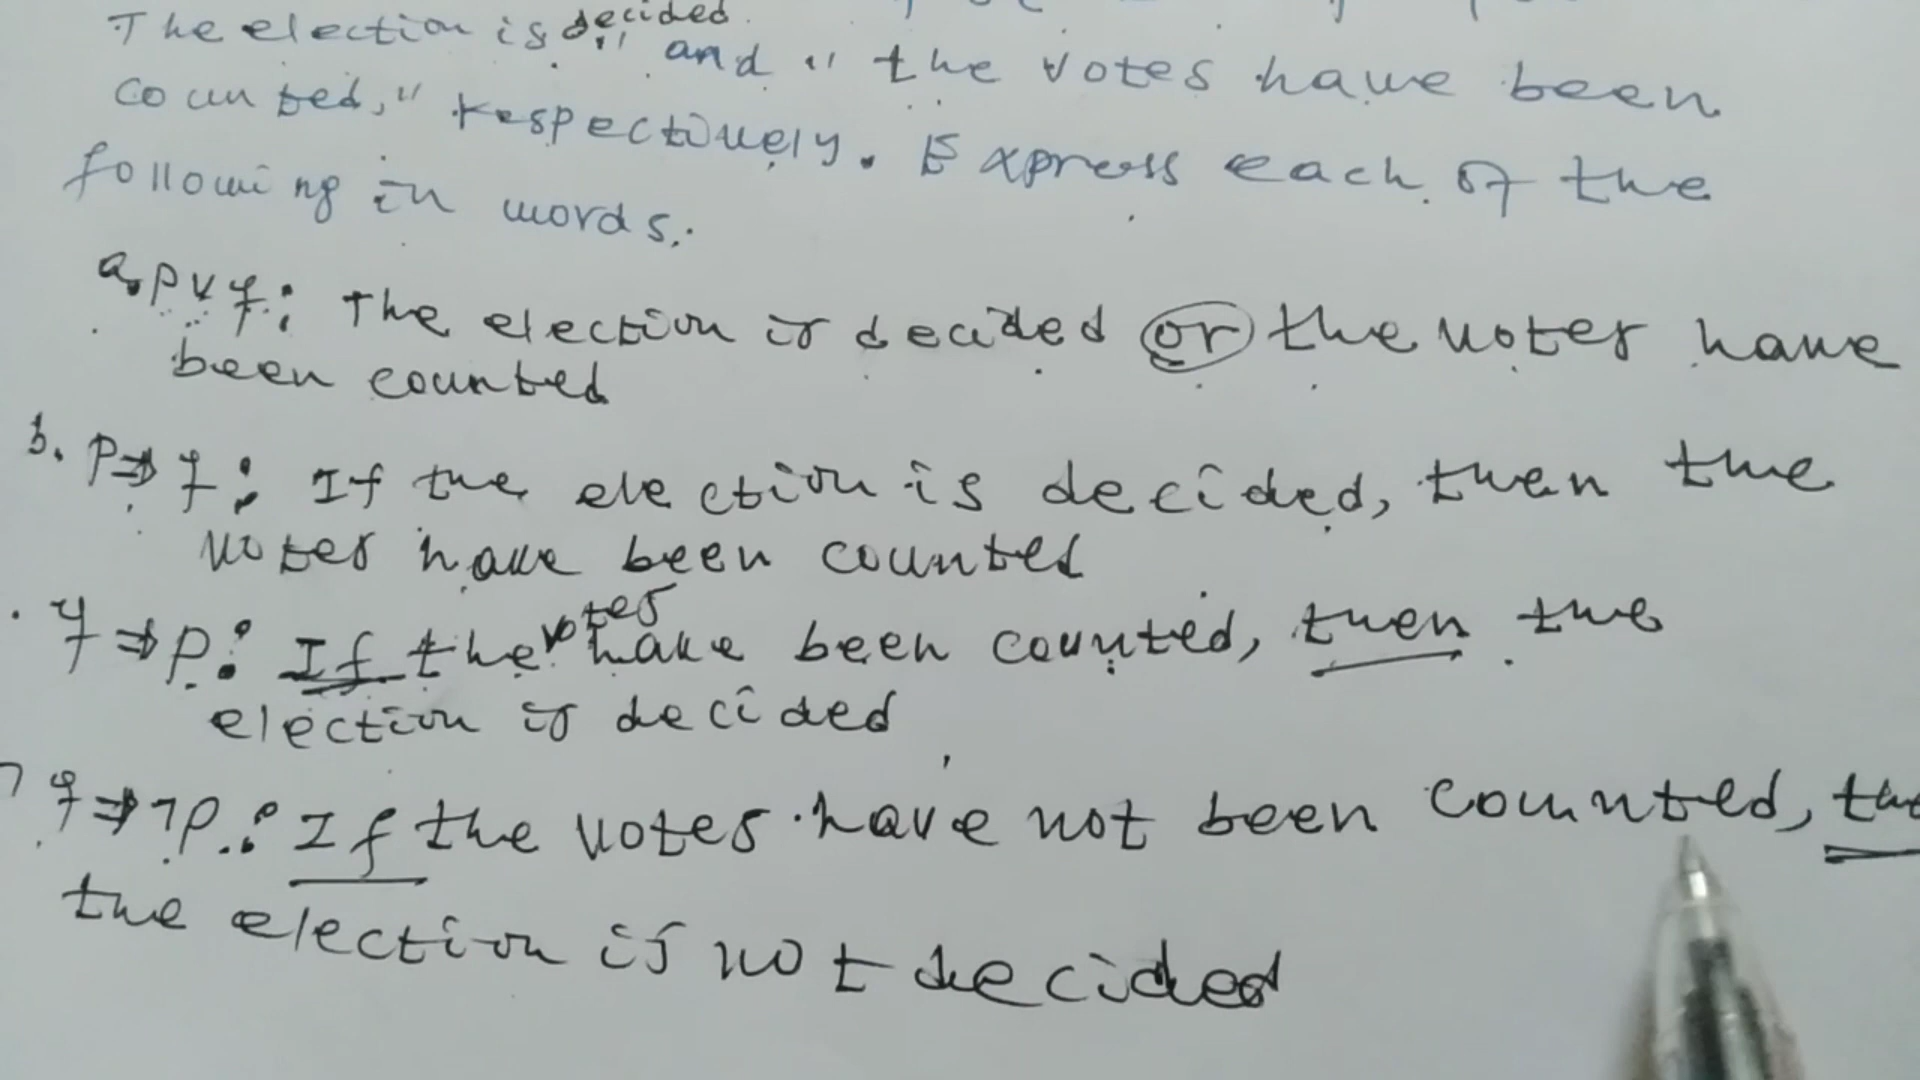 The election is decided" and "the votes have been
counted," respectively. Express each of the
following in words.
a, p∨q: The election is decided or the votes have
been counted
b. p⇒q: If the election is decided, then the
votes have been counted
q⇒p: If the votes have been counted, then the
election is decided
¬q⇒¬p: If the votes have not been counted,
the election is not decided